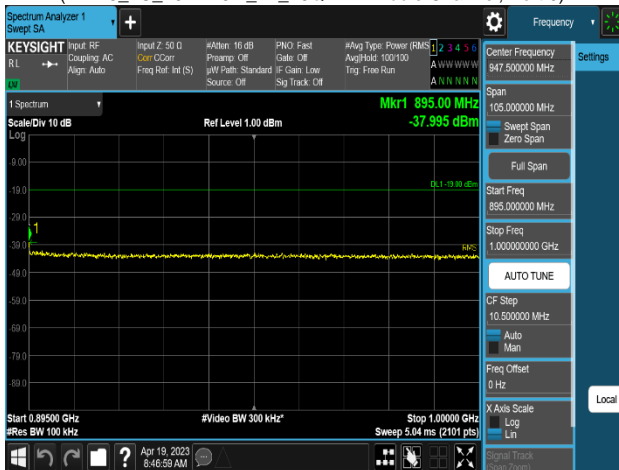 Spectrum Analyzer 1
Swept SA
+
Frequency
KEYSIGHT
Input: RF
Coupling: AC
Align: Auto
Input Z: 50 Ω
Corr CCorr
Freq Ref: Int (S)
#Atten: 16 dB
Preamp: Off
µW Path: Standard
Source: Off
PNO: Fast
Gate: Off
IF Gain: Low
Sig Track: Off
#Avg Type: Power (RMS
Avg|Hold: 100/100
Trig: Free Run
1 2 3 4 5 6
A W W W W W
A N N N N N
R L
LXI
1 Spectrum
Scale/Div 10 dB
Log
Ref Level 1.00 dBm
Mkr1 895.00 MHz
-37.995 dBm
-9.00
-19.0
-29.0
-39.0
-49.0
-59.0
-69.0
-79.0
-89.0
DL1 -19.00 dBm
1
RMS
Start 0.89500 GHz
#Res BW 100 kHz
#Video BW 300 kHz*
Stop 1.00000 GHz
Sweep 5.04 ms (2101 pts)
Center Frequency
947.500000 MHz
Span
105.000000 MHz
Swept Span
Zero Span
Full Span
Start Freq
895.000000 MHz
Stop Freq
1.000000000 GHz
AUTO TUNE
CF Step
10.500000 MHz
Auto
Man
Freq Offset
0 Hz
X Axis Scale
Log
Lin
Signal Track
(Span Zoom)
Settings
Local
?
Apr 19, 2023
8:46:59 AM